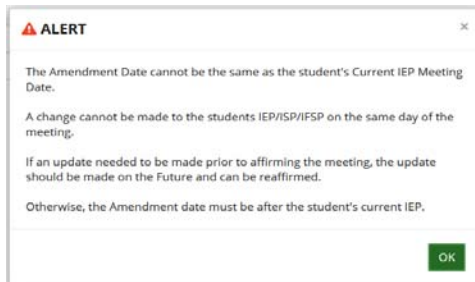 ALERT ×
The Amendment Date cannot be the same as the student's Current IEP Meeting
Date.
A change cannot be made to the students IEP/ISP/IFSP on the same day of the
meeting.
If an update needed to be made prior to affirming the meeting, the update
should be made on the Future and can be reaffirmed.
Otherwise, the Amendment date must be after the student's current IEP.
OK